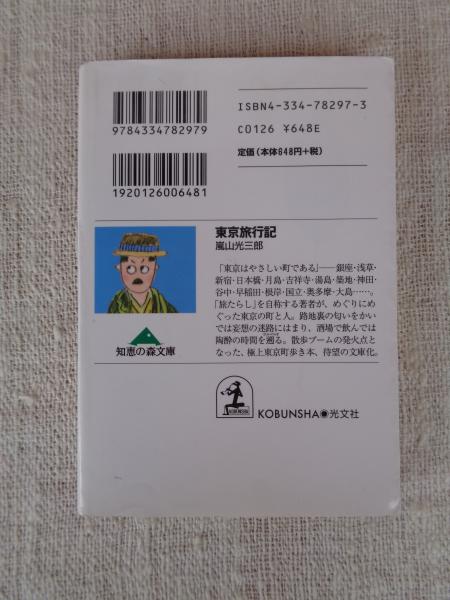 9784334782979
1920126006481
ISBN4-334-78297-3
C0126 ¥648E
定価(本体648円+税)
東京旅行記
嵐山光三郎
「東京はやさしい町である」──銀座・浅草・
新宿・日本橋・月島・吉祥寺・湯島・築地・神田・
谷中・早稲田・根岸・国立・奥多摩・大島……。
「旅たらし」を自称する著者が、めぐりにめ
ぐった東京の町と人。路地裏の匂いをかい
では妄想の迷路にはまり、酒場で飲んでは
陶酔の時間を遡る。散歩ブームの発火点と
なった、極上東京町歩き本、待望の文庫化。
知恵の森文庫
KOBUNSHA 光文社